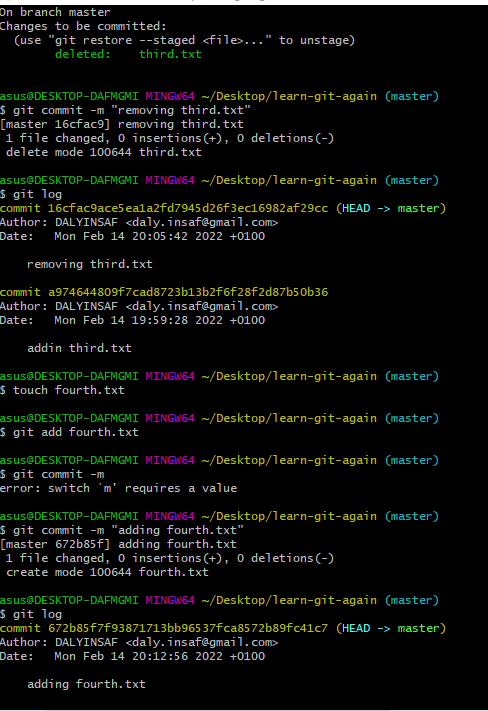 On branch master
Changes to be committed:
  (use "git restore --staged <file>..." to unstage)
        deleted:    third.txt
asus@DESKTOP-DAFMGMI MINGW64 ~/Desktop/learn-git-again (master)
$ git commit -m "removing third.txt"
[master 16cfac9] removing third.txt
 1 file changed, 0 insertions(+), 0 deletions(-)
 delete mode 100644 third.txt
asus@DESKTOP-DAFMGMI MINGW64 ~/Desktop/learn-git-again (master)
$ git log
commit 16cfac9ace5ea1a2fd7945d26f3ec16982af29cc (HEAD -> master)
Author: DALYINSAF <daly.insaf@gmail.com>
Date:   Mon Feb 14 20:05:42 2022 +0100
    removing third.txt
commit a974644809f7cad8723b13b2f6f28f2d87b50b36
Author: DALYINSAF <daly.insaf@gmail.com>
Date:   Mon Feb 14 19:59:28 2022 +0100
    addin third.txt
asus@DESKTOP-DAFMGMI MINGW64 ~/Desktop/learn-git-again (master)
$ touch fourth.txt
asus@DESKTOP-DAFMGMI MINGW64 ~/Desktop/learn-git-again (master)
$ git add fourth.txt
asus@DESKTOP-DAFMGMI MINGW64 ~/Desktop/learn-git-again (master)
$ git commit -m
error: switch `m' requires a value
asus@DESKTOP-DAFMGMI MINGW64 ~/Desktop/learn-git-again (master)
$ git commit -m "adding fourth.txt"
[master 672b85f] adding fourth.txt
 1 file changed, 0 insertions(+), 0 deletions(-)
 create mode 100644 fourth.txt
asus@DESKTOP-DAFMGMI MINGW64 ~/Desktop/learn-git-again (master)
$ git log
commit 672b85f7f93871713bb96537fca8572b89fc41c7 (HEAD -> master)
Author: DALYINSAF <daly.insaf@gmail.com>
Date:   Mon Feb 14 20:12:56 2022 +0100
    adding fourth.txt